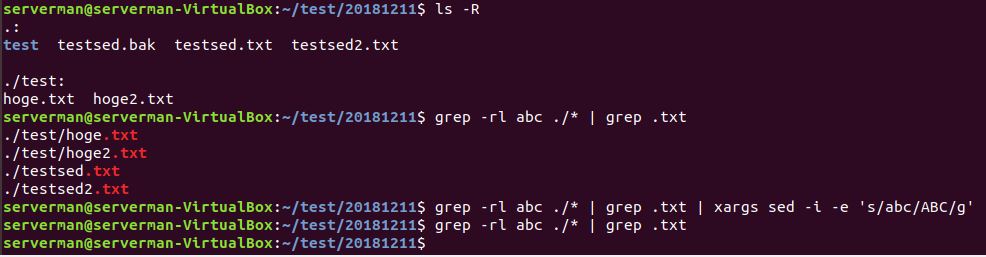 serverman@serverman-VirtualBox:~/test/20181211$ ls -R
.:
test  testsed.bak  testsed.txt  testsed2.txt

./test:
hoge.txt  hoge2.txt
serverman@serverman-VirtualBox:~/test/20181211$ grep -rl abc ./* | grep .txt
./test/hoge.txt
./test/hoge2.txt
./testsed.txt
./testsed2.txt
serverman@serverman-VirtualBox:~/test/20181211$ grep -rl abc ./* | grep .txt | xargs sed -i -e 's/abc/ABC/g'
serverman@serverman-VirtualBox:~/test/20181211$ grep -rl abc ./* | grep .txt
serverman@serverman-VirtualBox:~/test/20181211$